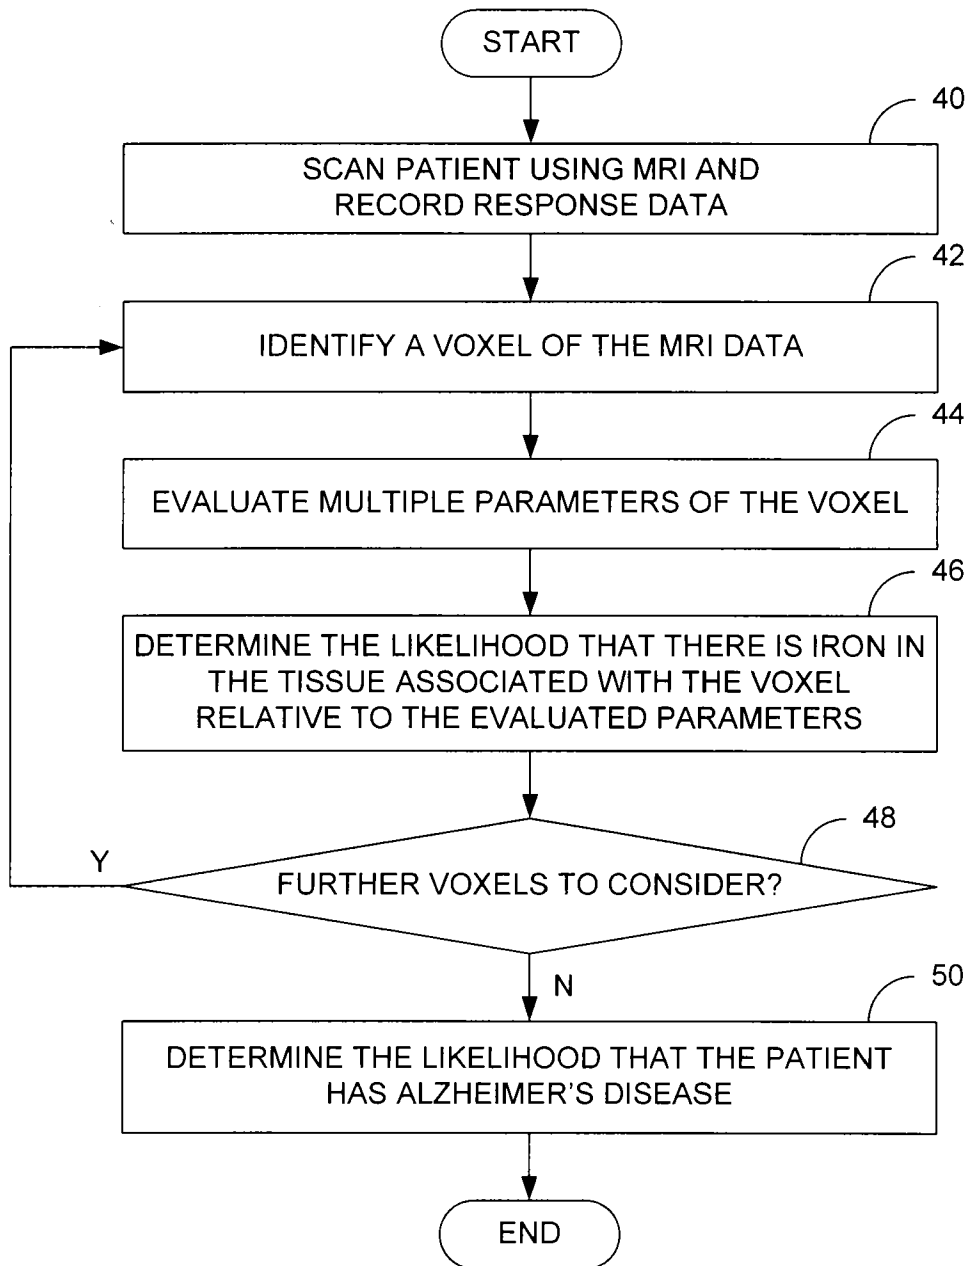 START
40
SCAN PATIENT USING MRI AND
RECORD RESPONSE DATA
42
IDENTIFY A VOXEL OF THE MRI DATA
44
EVALUATE MULTIPLE PARAMETERS OF THE VOXEL
46
DETERMINE THE LIKELIHOOD THAT THERE IS IRON IN
THE TISSUE ASSOCIATED WITH THE VOXEL
RELATIVE TO THE EVALUATED PARAMETERS
48
Y
FURTHER VOXELS TO CONSIDER?
N
50
DETERMINE THE LIKELIHOOD THAT THE PATIENT
HAS ALZHEIMER'S DISEASE
END